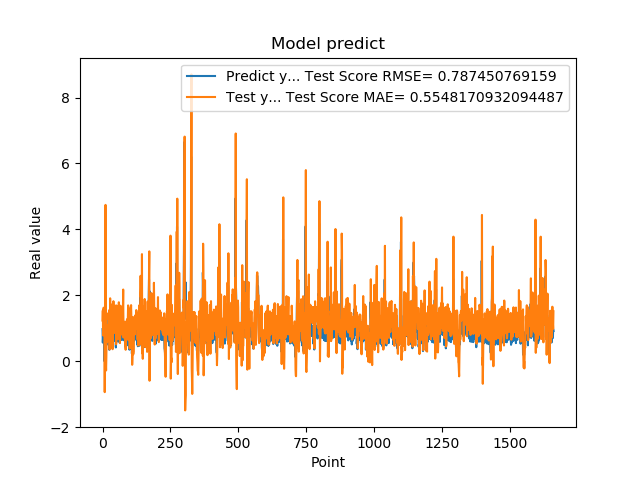 Model predict
Predict y... Test Score RMSE= 0.787450769159
Test y... Test Score MAE= 0.5548170932094487
8
6
4
2
0
−2
Real value
0 250 500 750 1000 1250 1500
Point